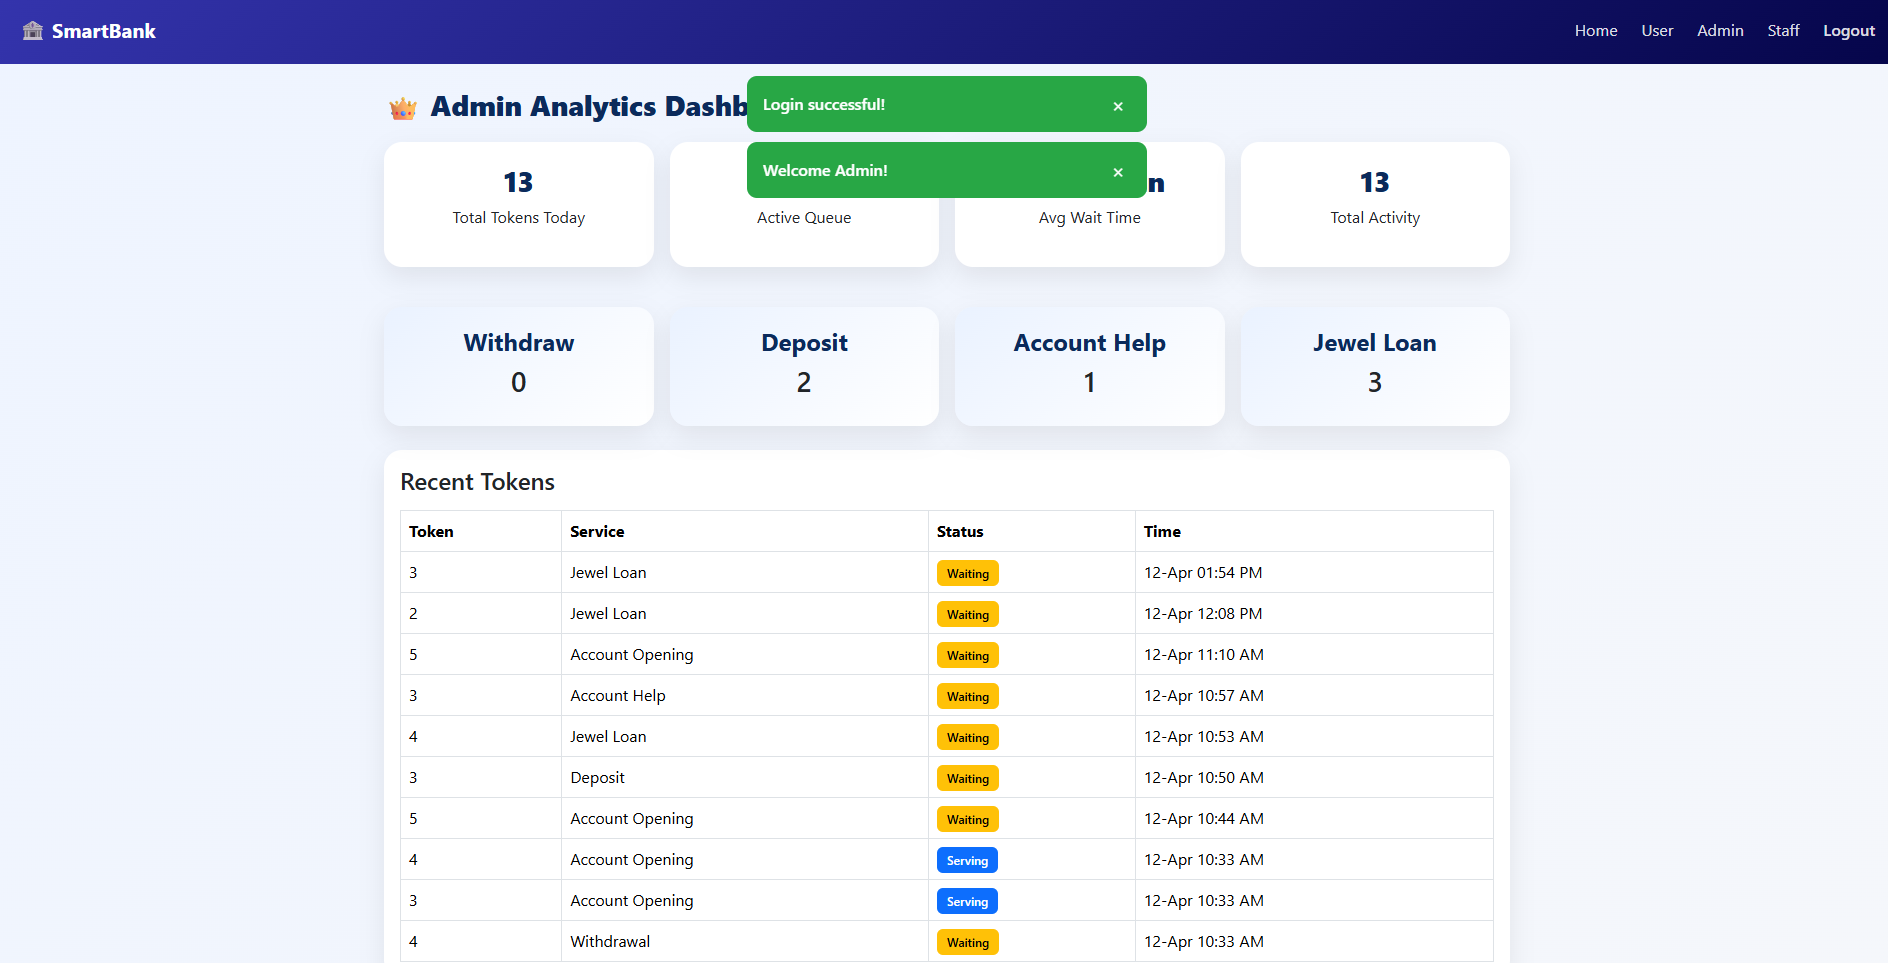 SmartBank
Home User Admin Staff Logout
Admin Analytics Dashb
Login successful! ×
Welcome Admin! ×
13
Total Tokens Today
Active Queue
n
Avg Wait Time
13
Total Activity
Withdraw
0
Deposit
2
Account Help
1
Jewel Loan
3
Recent Tokens
Token Service Status Time
3 Jewel Loan Waiting 12-Apr 01:54 PM
2 Jewel Loan Waiting 12-Apr 12:08 PM
5 Account Opening Waiting 12-Apr 11:10 AM
3 Account Help Waiting 12-Apr 10:57 AM
4 Jewel Loan Waiting 12-Apr 10:53 AM
3 Deposit Waiting 12-Apr 10:50 AM
5 Account Opening Waiting 12-Apr 10:44 AM
4 Account Opening Serving 12-Apr 10:33 AM
3 Account Opening Serving 12-Apr 10:33 AM
4 Withdrawal Waiting 12-Apr 10:33 AM